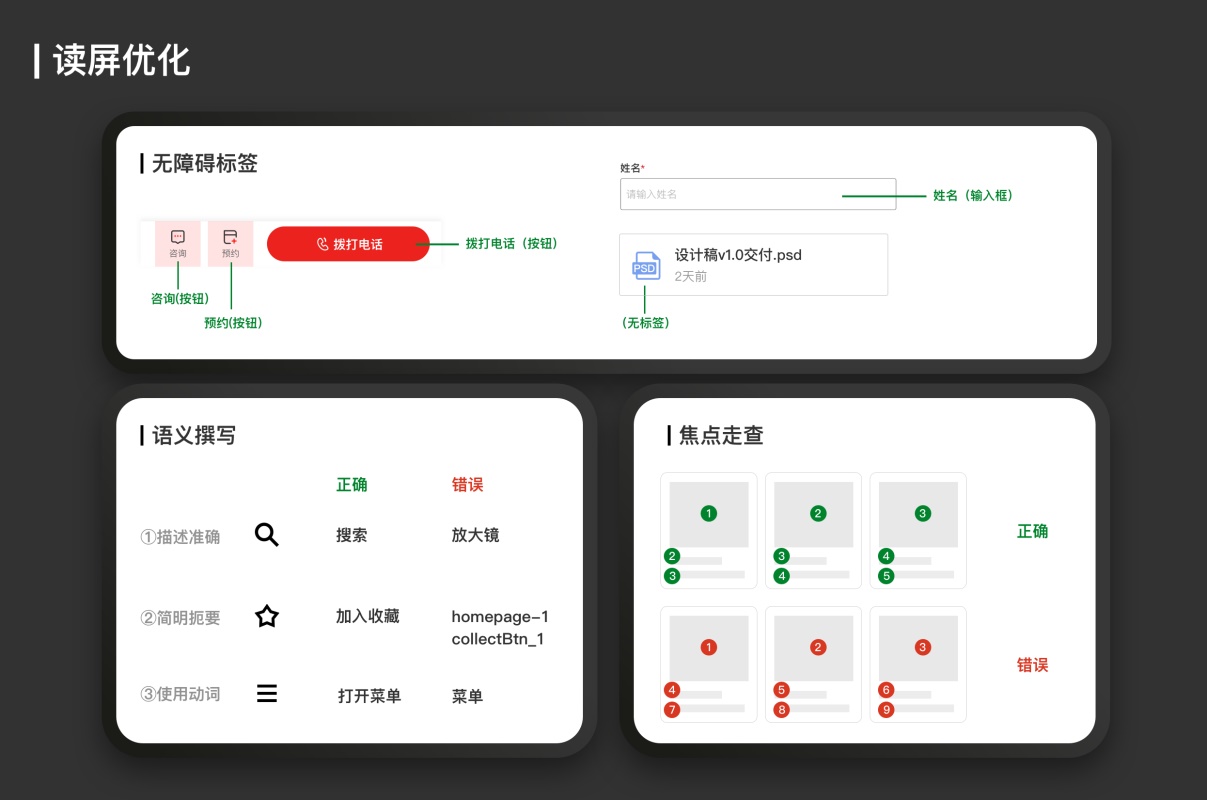 读屏优化
无障碍标签
咨询
预约
拨打电话
拨打电话（按钮）
咨询(按钮)
预约(按钮)
姓名*
请输入姓名
姓名（输入框）
PSD
设计稿v1.0交付.psd
2天前
（无标签）
语义撰写
正确 错误
①描述准确 搜索 放大镜
②简明扼要 加入收藏 homepage-1
collectBtn_1
③使用动词 打开菜单 菜单
焦点走查
1 2 3
2 3 4
3 4 5
正确
1 2 3
4 5 6
7 8 9
错误